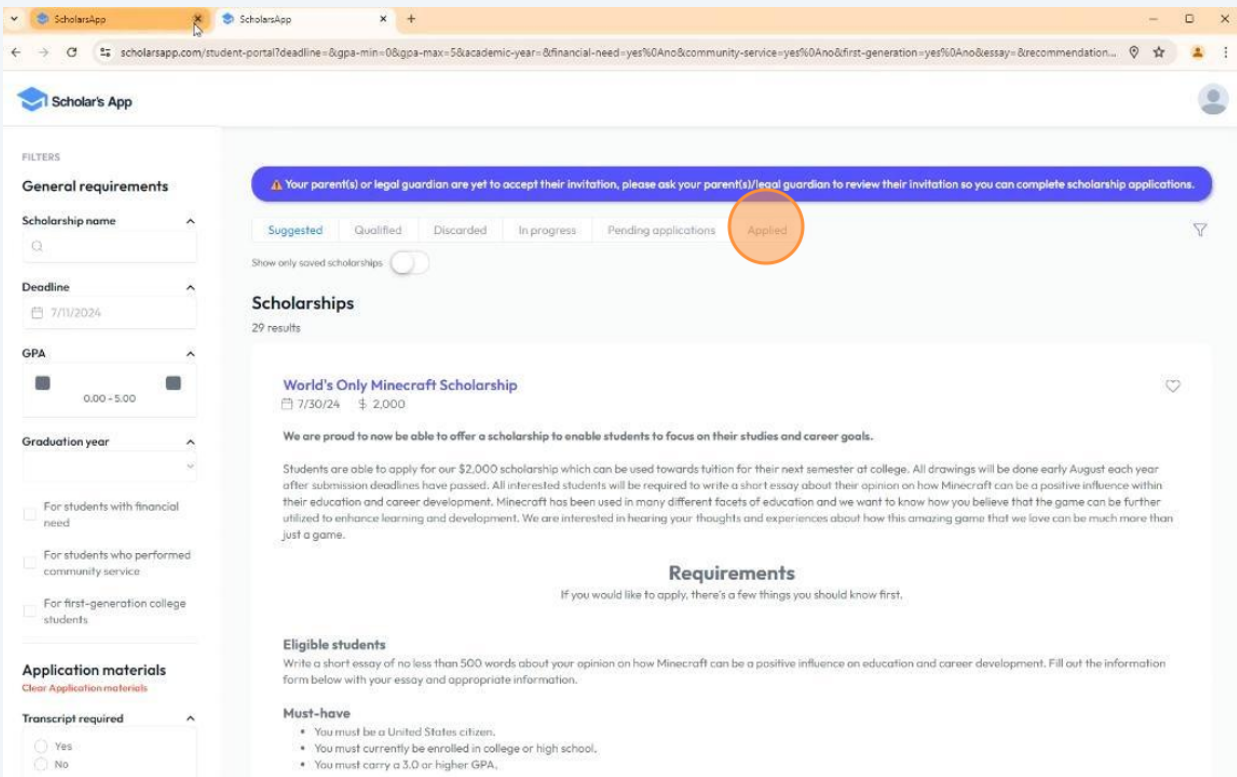 ScholarsApp
ScholarsApp
scholarsapp.com/student-portal?deadline=&gpa-min=0&gpa-max=5&academic-year=&financial-need=yes%0Ano&community-service=yes%0Ano&first-generation=yes%0Ano&essay=&recommendation...
Scholar's App
FILTERS
General requirements
Scholarship name
Deadline
7/11/2024
GPA
0.00 - 5.00
Graduation year
For students with financial
need
For students who performed
community service
For first-generation college
students
Application materials
Clear Application materials
Transcript required
Yes
No
Your parent(s) or legal guardian are yet to accept their invitation, please ask your parent(s)/legal guardian to review their invitation so you can complete scholarship applications.
Suggested Qualified Discarded In progress Pending applications Applied
Show only saved scholarships
Scholarships
29 results
World's Only Minecraft Scholarship
7/30/24 $ 2,000
We are proud to now be able to offer a scholarship to enable students to focus on their studies and career goals.
Students are able to apply for our $2,000 scholarship which can be used towards tuition for their next semester at college. All drawings will be done early August each year
after submission deadlines have passed. All interested students will be required to write a short essay about their opinion on how Minecraft can be a positive influence within
their education and career development. Minecraft has been used in many different facets of education and we want to know how you believe that the game can be further
utilized to enhance learning and development. We are interested in hearing your thoughts and experiences about how this amazing game that we love can be much more than
just a game.
Requirements
If you would like to apply, there's a few things you should know first.
Eligible students
Write a short essay of no less than 500 words about your opinion on how Minecraft can be a positive influence on education and career development. Fill out the information
form below with your essay and appropriate information.
Must-have
• You must be a United States citizen.
• You must currently be enrolled in college or high school.
• You must carry a 3.0 or higher GPA.